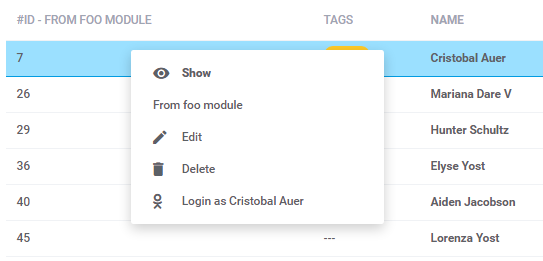 #ID - FROM FOO MODULE TAGS NAME
7 Cristobal Auer
Show
26 Mariana Dare V
From foo module
29 Hunter Schultz
Edit
36 Elyse Yost
Delete
40 Aiden Jacobson
Login as Cristobal Auer
45 --- Lorenza Yost